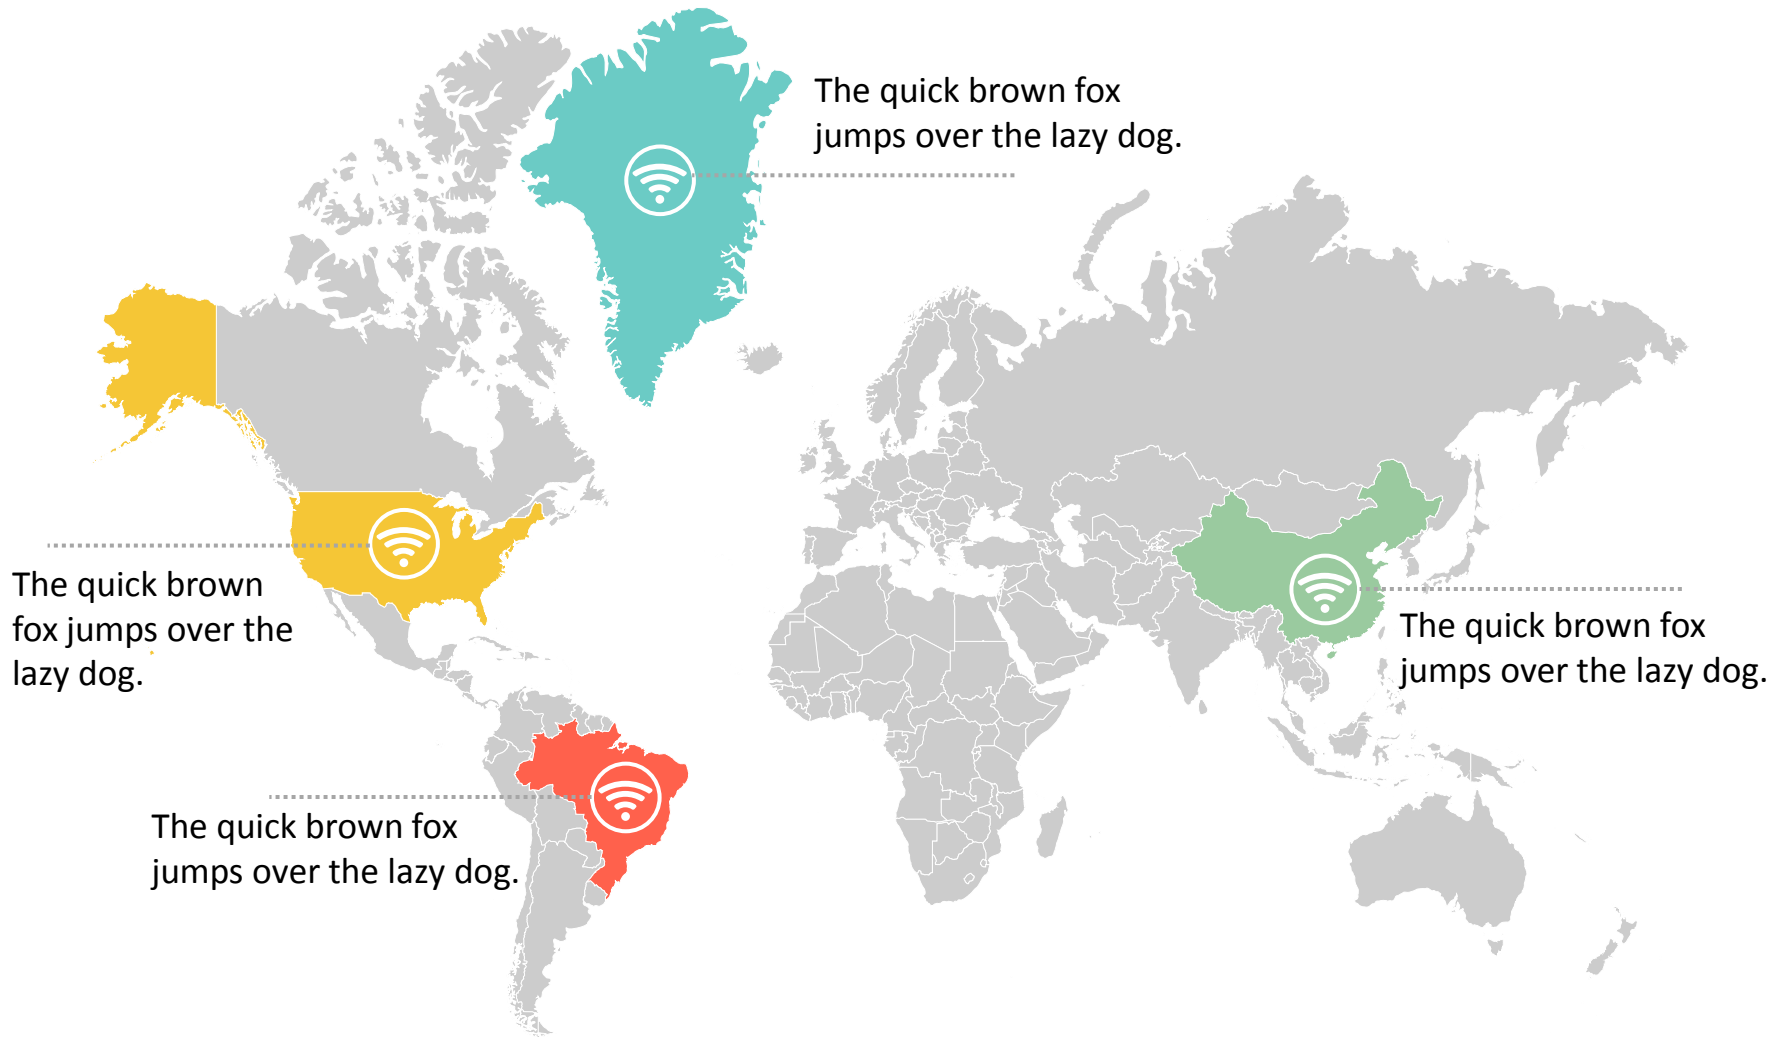 The quick brown fox
jumps over the lazy dog.
The quick brown
fox jumps over the
lazy dog.
The quick brown fox
jumps over the lazy dog.
The quick brown fox
jumps over the lazy dog.